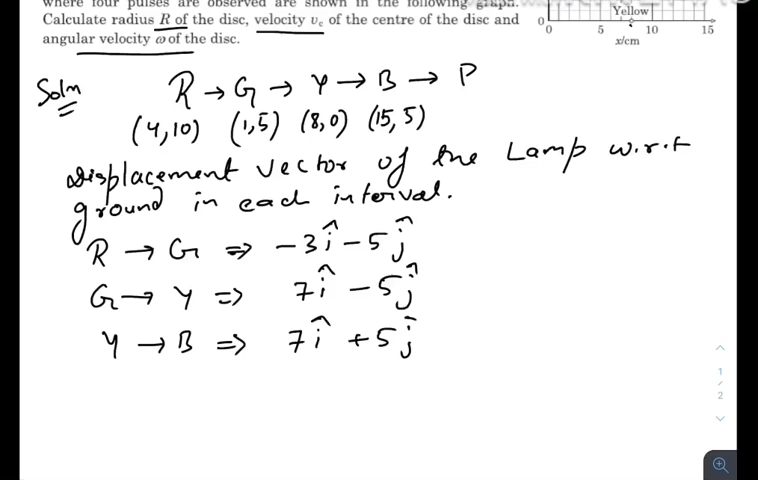 where four pulses are observed are shown in the following graph.
Calculate radius R of the disc, velocity vc of the centre of the disc and
angular velocity ω of the disc.
Yellow
0
0 5 10 15
x/cm
Soln
R → G → Y → B → P
(4,10) (1,5) (8,0) (15,5)
Displacement vector of the Lamp w.r.t
ground in each interval.
R → G ⇒ -3î - 5ĵ
G → Y ⇒ 7î - 5ĵ
Y → B ⇒ 7î + 5ĵ
1
/
2